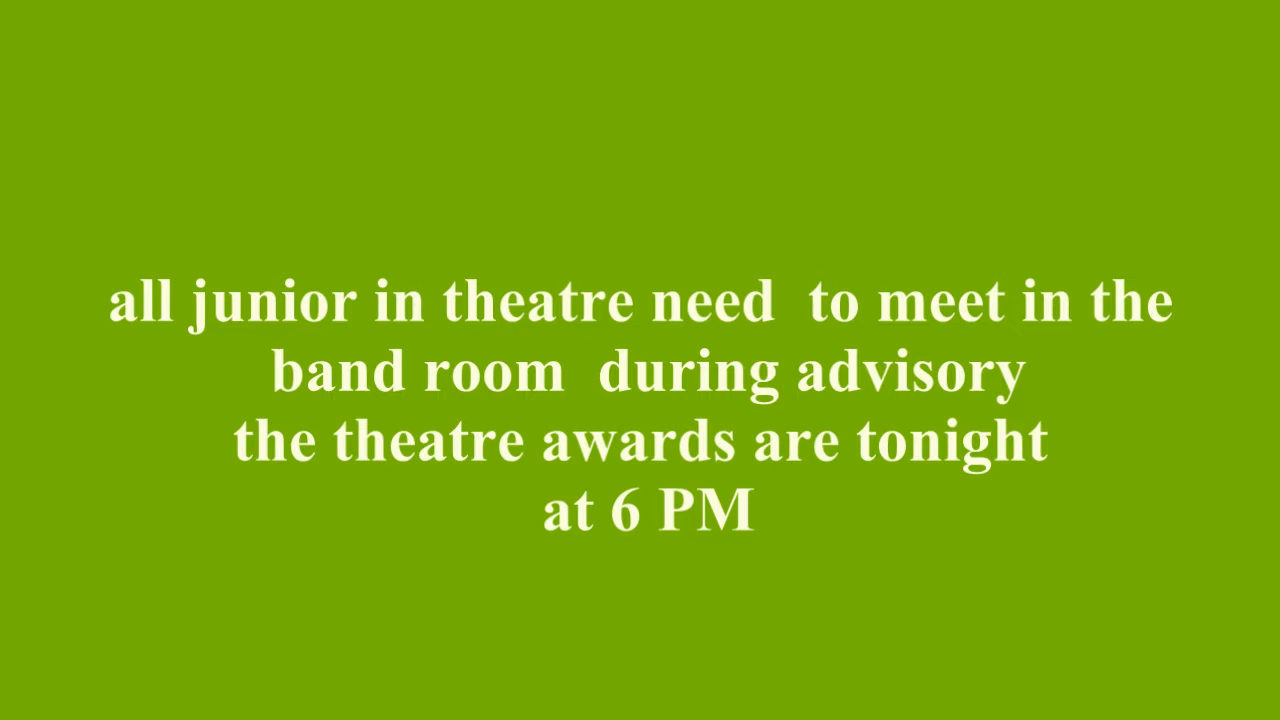 all junior in theatre need  to meet in the
band room  during advisory
the theatre awards are tonight
at 6 PM